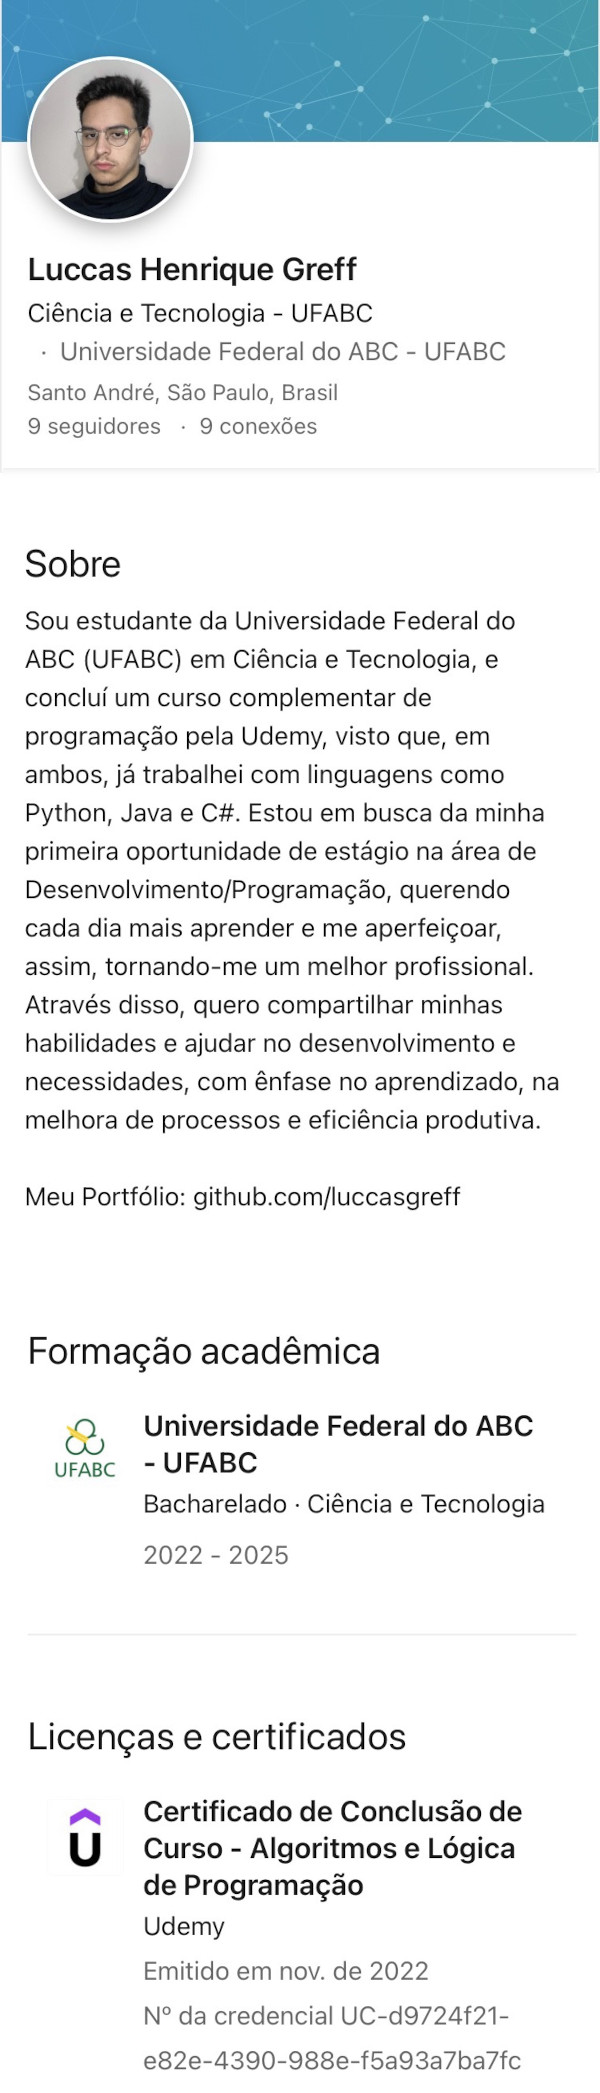 Luccas Henrique Greff
Ciência e Tecnologia - UFABC
· Universidade Federal do ABC - UFABC
Santo André, São Paulo, Brasil
9 seguidores · 9 conexões
Sobre
Sou estudante da Universidade Federal do
ABC (UFABC) em Ciência e Tecnologia, e
concluí um curso complementar de
programação pela Udemy, visto que, em
ambos, já trabalhei com linguagens como
Python, Java e C#. Estou em busca da minha
primeira oportunidade de estágio na área de
Desenvolvimento/Programação, querendo
cada dia mais aprender e me aperfeiçoar,
assim, tornando-me um melhor profissional.
Através disso, quero compartilhar minhas
habilidades e ajudar no desenvolvimento e
necessidades, com ênfase no aprendizado, na
melhora de processos e eficiência produtiva.
Meu Portfólio: github.com/luccasgreff
Formação acadêmica
UFABC
Universidade Federal do ABC
- UFABC
Bacharelado · Ciência e Tecnologia
2022 - 2025
Licenças e certificados
U
Certificado de Conclusão de
Curso - Algoritmos e Lógica
de Programação
Udemy
Emitido em nov. de 2022
Nº da credencial UC-d9724f21-
e82e-4390-988e-f5a93a7ba7fc